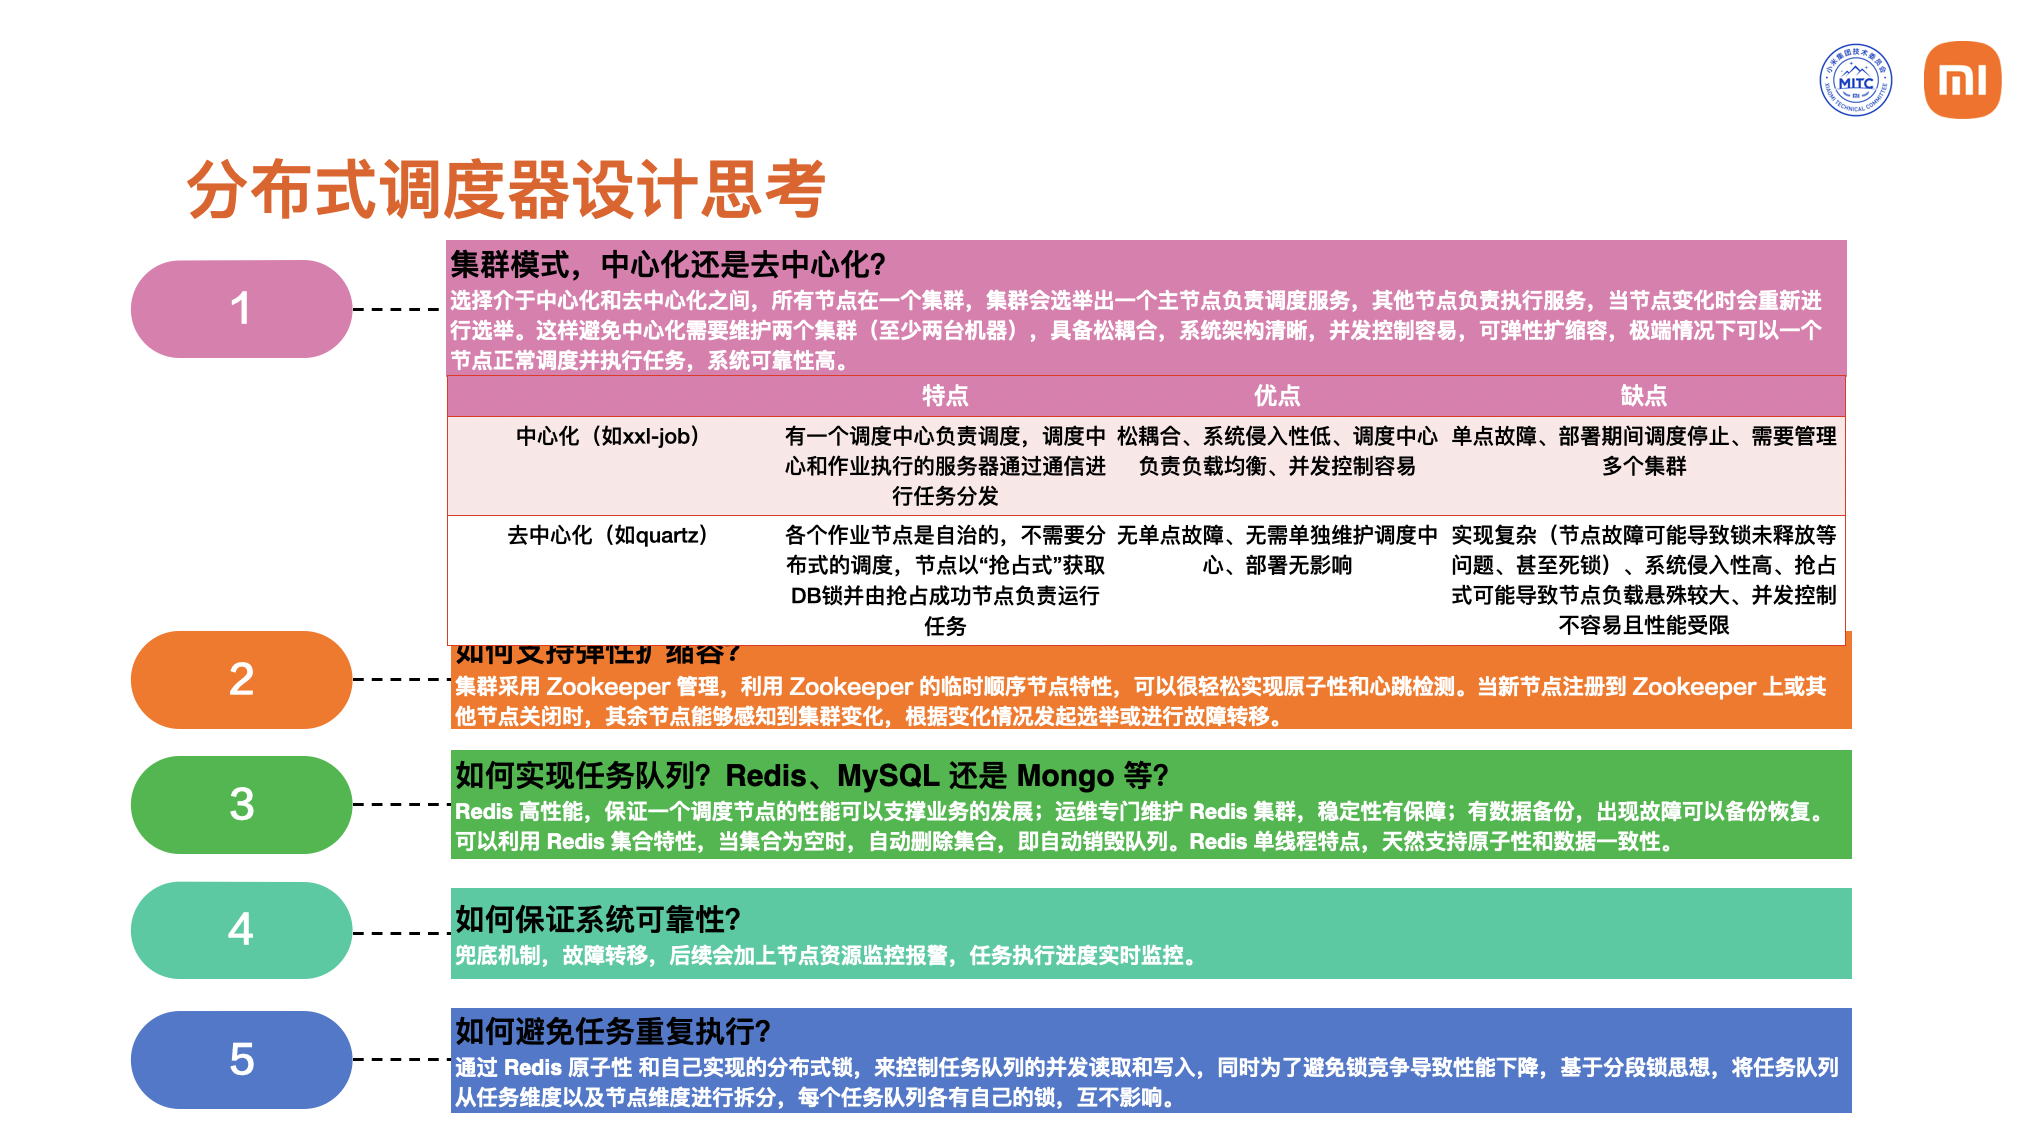 小米集团技术委员会
MITC
XIAOMI TECHNICAL COMMITTEE
分布式调度器设计思考
1
集群模式，中心化还是去中心化？
选择介于中心化和去中心化之间，所有节点在一个集群，集群会选举出一个主节点负责调度服务，其他节点负责执行服务，当节点变化时会重新进
行选举。这样避免中心化需要维护两个集群（至少两台机器），具备松耦合，系统架构清晰，并发控制容易，可弹性扩缩容，极端情况下可以一个
节点正常调度并执行任务，系统可靠性高。
特点 优点 缺点
中心化（如xxl-job）
有一个调度中心负责调度，调度中
心和作业执行的服务器通过通信进
行任务分发
松耦合、系统侵入性低、调度中心
负责负载均衡、并发控制容易
单点故障、部署期间调度停止、需要管理
多个集群
去中心化（如quartz）
各个作业节点是自治的，不需要分
布式的调度，节点以“抢占式”获取
DB锁并由抢占成功节点负责运行
任务
无单点故障、无需单独维护调度中
心、部署无影响
实现复杂（节点故障可能导致锁未释放等
问题、甚至死锁）、系统侵入性高、抢占
式可能导致节点负载悬殊较大、并发控制
不容易且性能受限
2
如何支持弹性扩缩容？
集群采用 Zookeeper 管理，利用 Zookeeper 的临时顺序节点特性，可以很轻松实现原子性和心跳检测。当新节点注册到 Zookeeper 上或其
他节点关闭时，其余节点能够感知到集群变化，根据变化情况发起选举或进行故障转移。
3
如何实现任务队列？Redis、MySQL 还是 Mongo 等？
Redis 高性能，保证一个调度节点的性能可以支撑业务的发展；运维专门维护 Redis 集群，稳定性有保障；有数据备份，出现故障可以备份恢复。
可以利用 Redis 集合特性，当集合为空时，自动删除集合，即自动销毁队列。Redis 单线程特点，天然支持原子性和数据一致性。
4
如何保证系统可靠性？
兜底机制，故障转移，后续会加上节点资源监控报警，任务执行进度实时监控。
5
如何避免任务重复执行？
通过 Redis 原子性 和自己实现的分布式锁，来控制任务队列的并发读取和写入，同时为了避免锁竞争导致性能下降，基于分段锁思想，将任务队列
从任务维度以及节点维度进行拆分，每个任务队列各有自己的锁，互不影响。